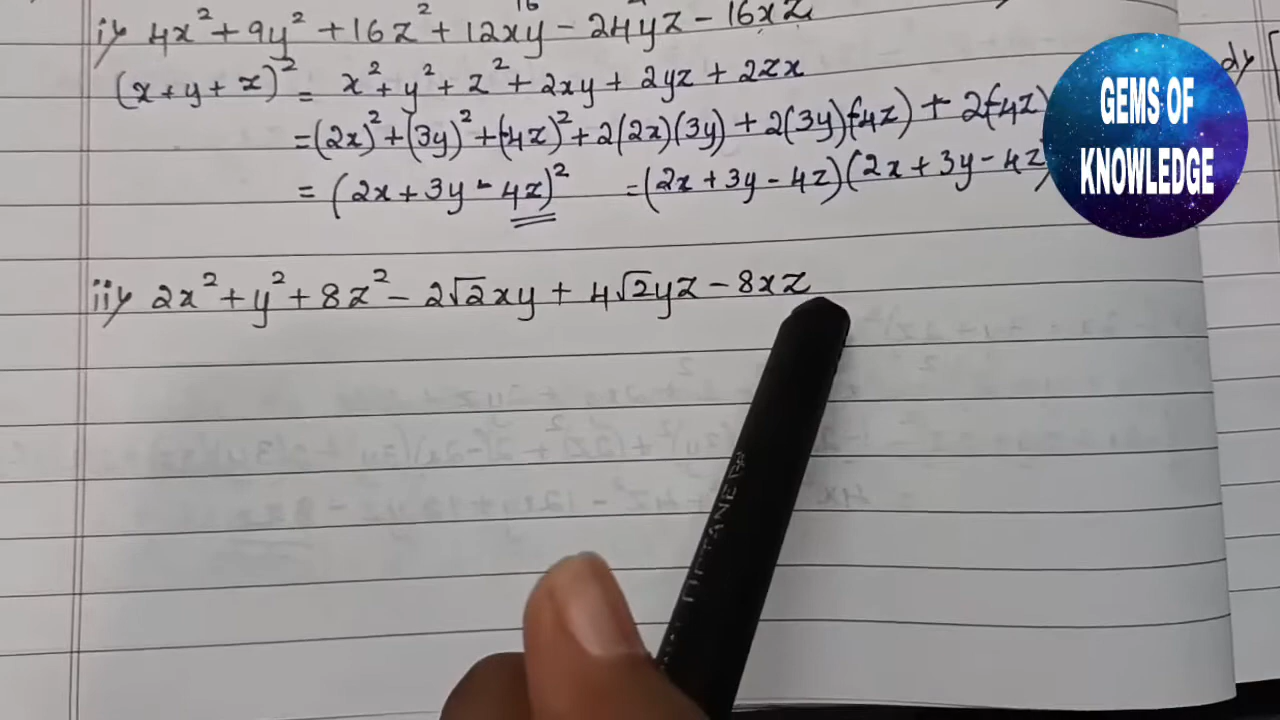 i) 4x² + 9y² + 16z² + 12xy - 24yz - 16xz
(x + y + z)² = x² + y² + z² + 2xy + 2yz + 2zx
= (2x)² + (3y)² + (-4z)² + 2(2x)(3y) + 2(3y)(-4z) + 2(-4z)
= (2x + 3y - 4z)² = (2x + 3y - 4z)(2x + 3y - 4z)
ii) 2x² + y² + 8z² - 2√2xy + 4√2yz - 8xz
GEMS OF
KNOWLEDGE